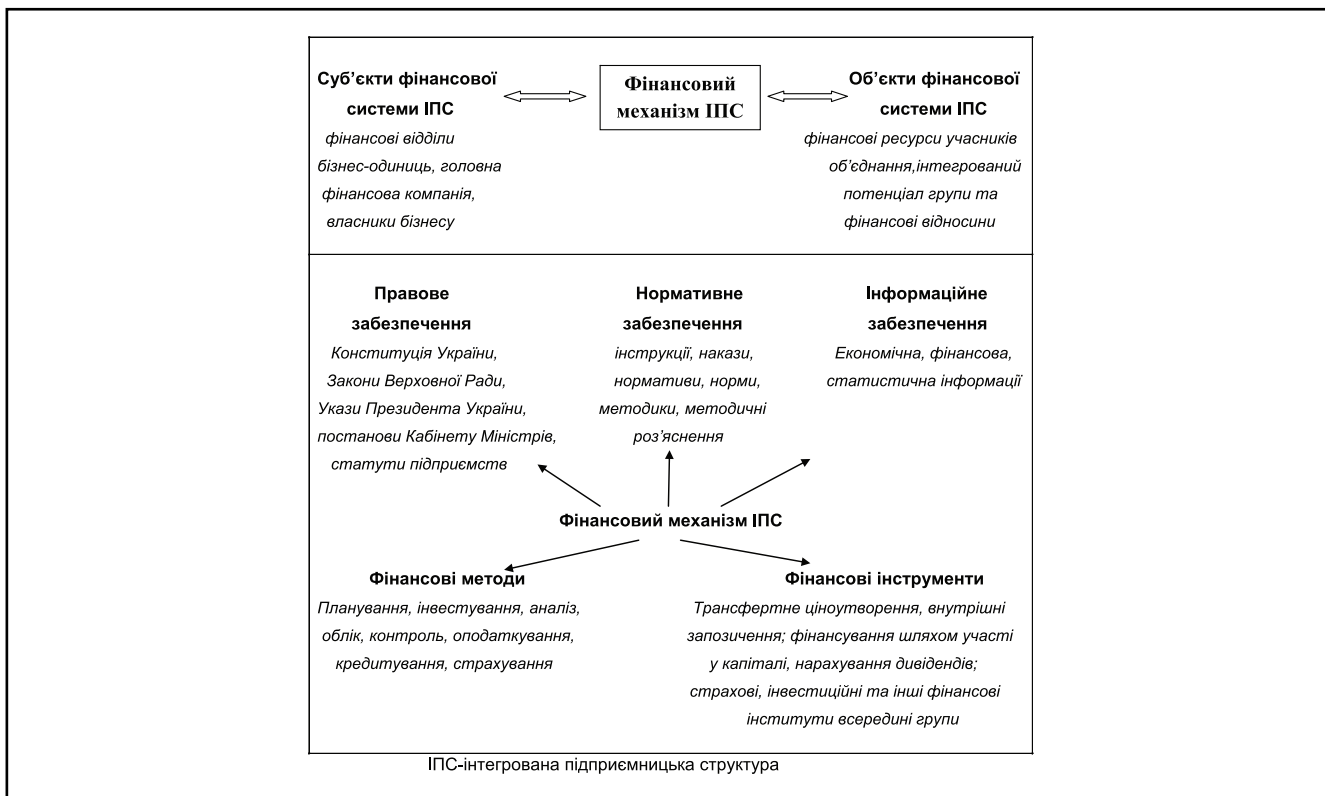 Суб’єкти фінансової
системи ІПС
фінансові відділи
бізнес-одиниць, головна
фінансова компанія,
власники бізнесу
Фінансовий
механізм ІПС
Об’єкти фінансової
системи ІПС
фінансові ресурси учасників
об’єднання,інтегрований
потенціал групи та
фінансові відносини
Правове
забезпечення
Конституція України,
Закони Верховної Ради,
Укази Президента України,
постанови Кабінету Міністрів,
статути підприємств
Нормативне
забезпечення
інструкції, накази,
нормативи, норми,
методики, методичні
роз’яснення
Інформаційне
забезпечення
Економічна, фінансова,
статистична інформації
Фінансовий механізм ІПС
Фінансові методи
Планування, інвестування, аналіз,
облік, контроль, оподаткування,
кредитування, страхування
Фінансові інструменти
Трансфертне ціноутворення, внутрішні
запозичення; фінансування шляхом участі
у капіталі, нарахування дивідендів;
страхові, інвестиційні та інші фінансові
інститути всередині групи
ІПС-інтегрована підприємницька структура